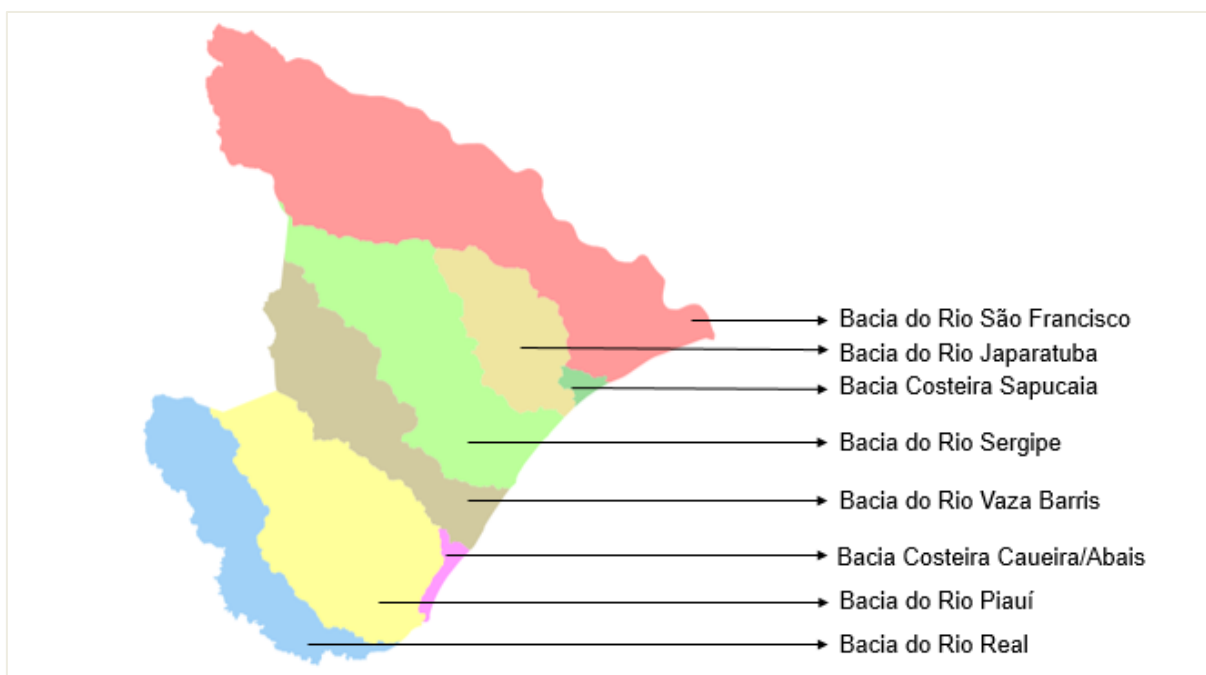 Bacia do Rio São Francisco
Bacia do Rio Japaratuba
Bacia Costeira Sapucaia
Bacia do Rio Sergipe
Bacia do Rio Vaza Barris
Bacia Costeira Caueira/Abais
Bacia do Rio Piauí
Bacia do Rio Real